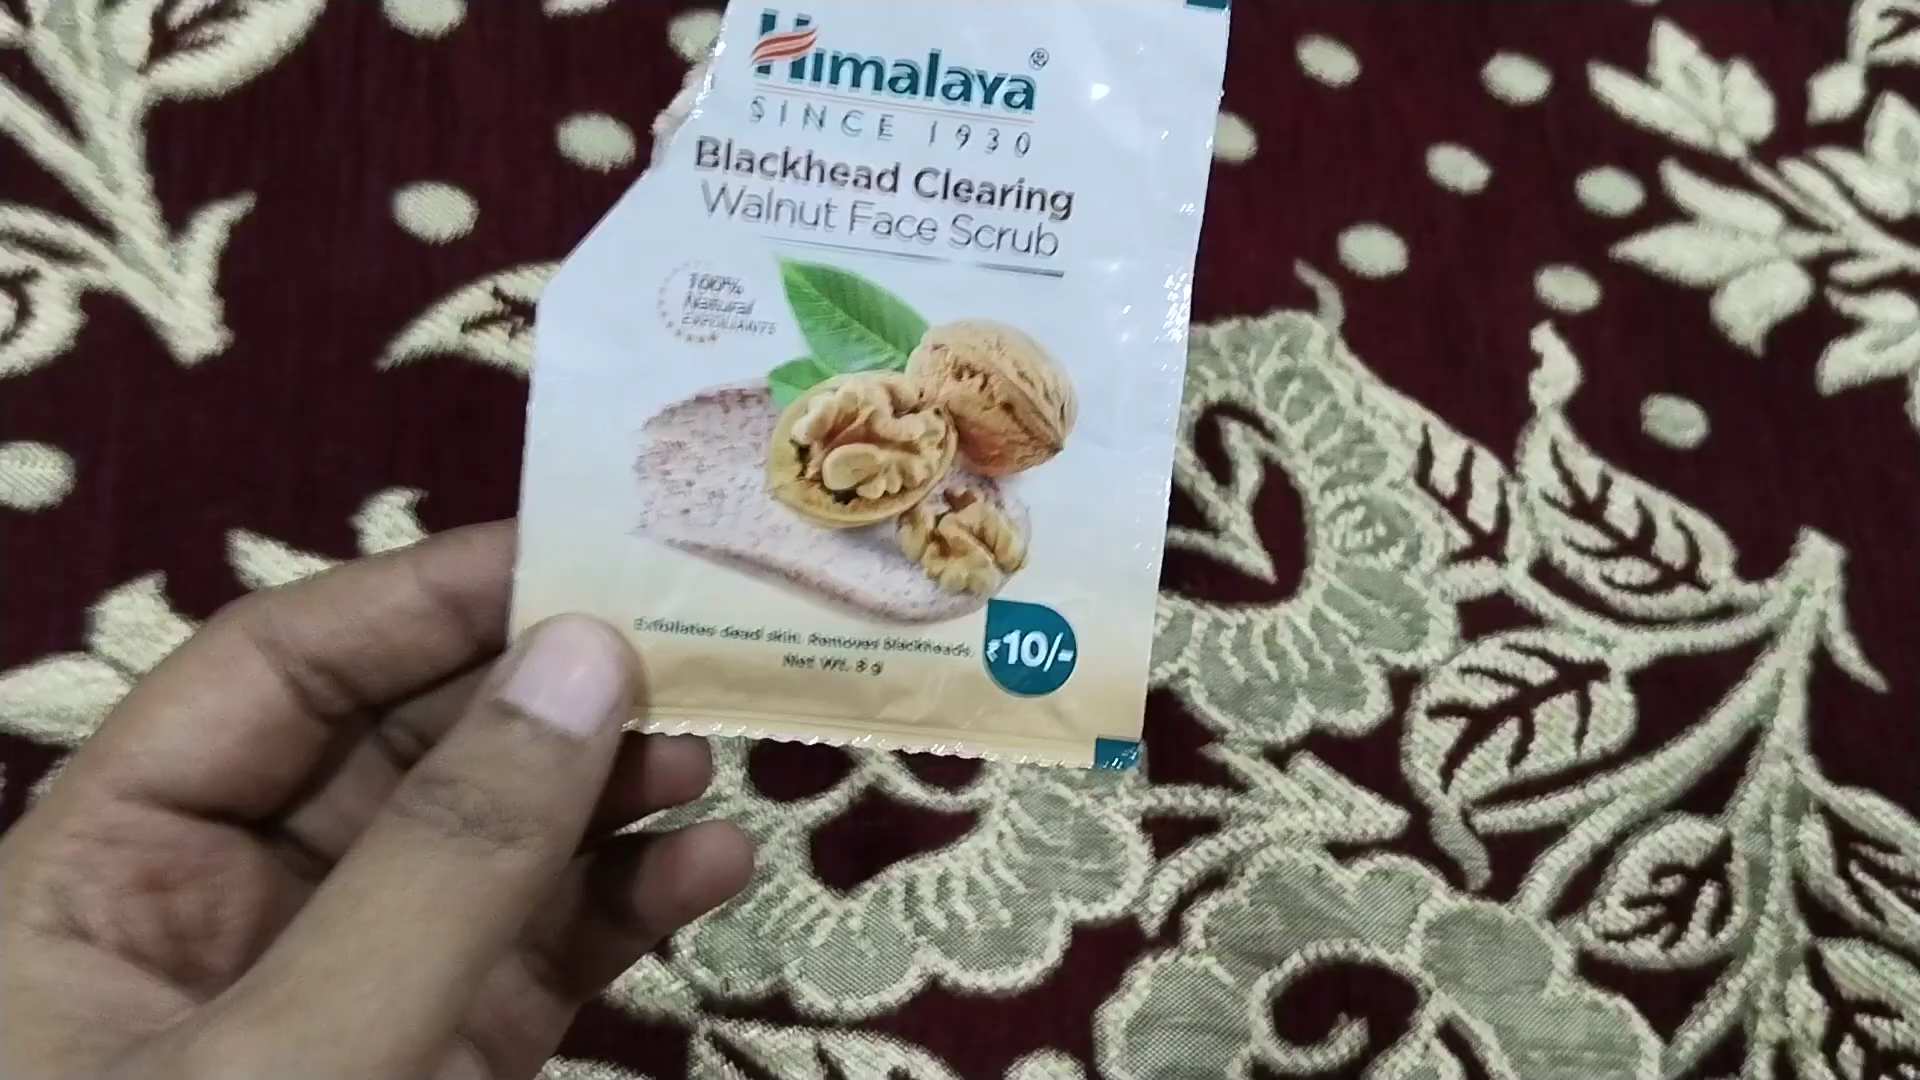 Himalaya®
SINCE 1930
Blackhead Clearing
Walnut Face Scrub
100%
Natural
EXFOLIANTS
Exfoliates dead skin. Removes blackheads.
Net Wt. 8 g
₹10/-